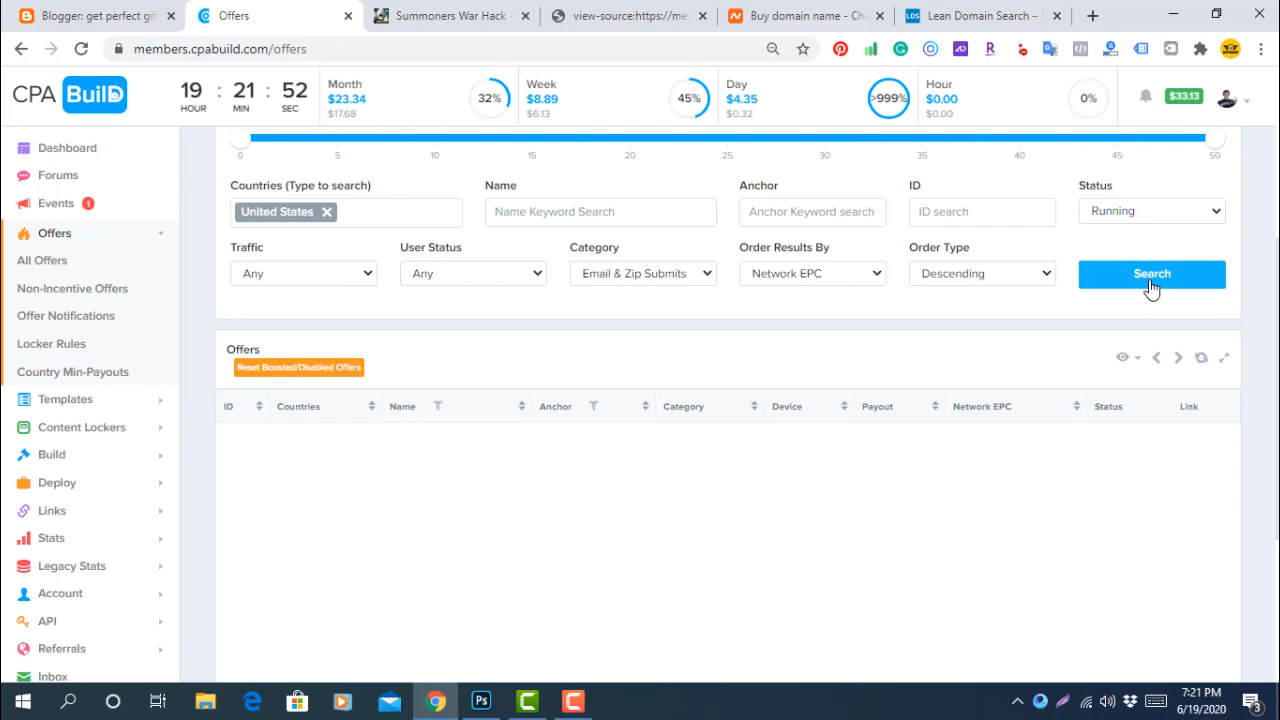 Blogger: get perfect gif
Offers
Summoners War Hack -
view-source:https://me
Buy domain name - Ch
Lean Domain Search –
members.cpabuild.com/offers
CPA BuilD
19 : 21 : 52
HOUR MIN SEC
Month
$23.34
$17.68
32%
Week
$8.89
$6.13
45%
Day
$4.35
$0.32
>999%
Hour
$0.00
$0.00
0%
$33.13
Dashboard
Forums
Events 1
Offers
All Offers
Non-Incentive Offers
Offer Notifications
Locker Rules
Country Min-Payouts
Templates
Content Lockers
Build
Deploy
Links
Stats
Legacy Stats
Account
API
Referrals
Inbox
0 5 10 15 20 25 30 35 40 45 50
Countries (Type to search) Name Anchor ID Status
United States Name Keyword Search Anchor Keyword search ID search Running
Traffic User Status Category Order Results By Order Type
Any Any Email & Zip Submits Network EPC Descending Search
Offers
Reset Boosted/Disabled Offers
ID Countries Name Anchor Category Device Payout Network EPC Status Link
Ps
7:21 PM
6/19/2020
3